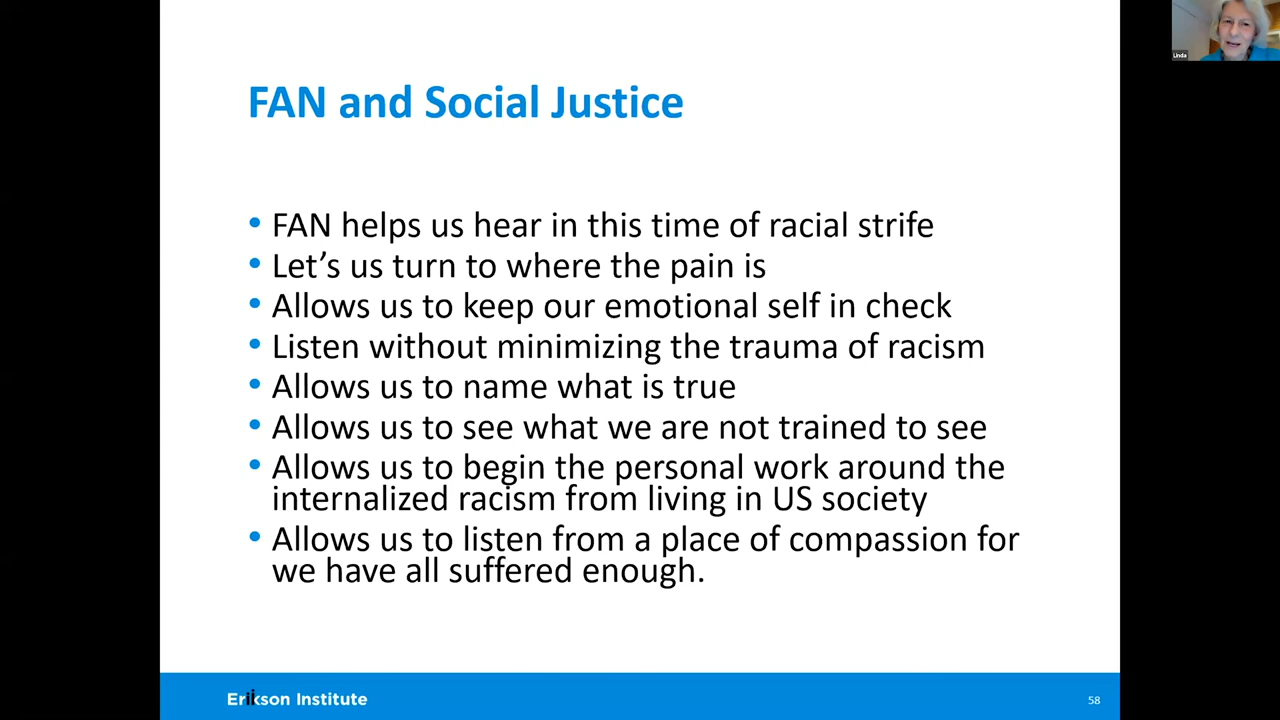 Linda
FAN and Social Justice
• FAN helps us hear in this time of racial strife
• Let's us turn to where the pain is
• Allows us to keep our emotional self in check
• Listen without minimizing the trauma of racism
• Allows us to name what is true
• Allows us to see what we are not trained to see
• Allows us to begin the personal work around the
internalized racism from living in US society
• Allows us to listen from a place of compassion for
we have all suffered enough.
Erikson Institute
58